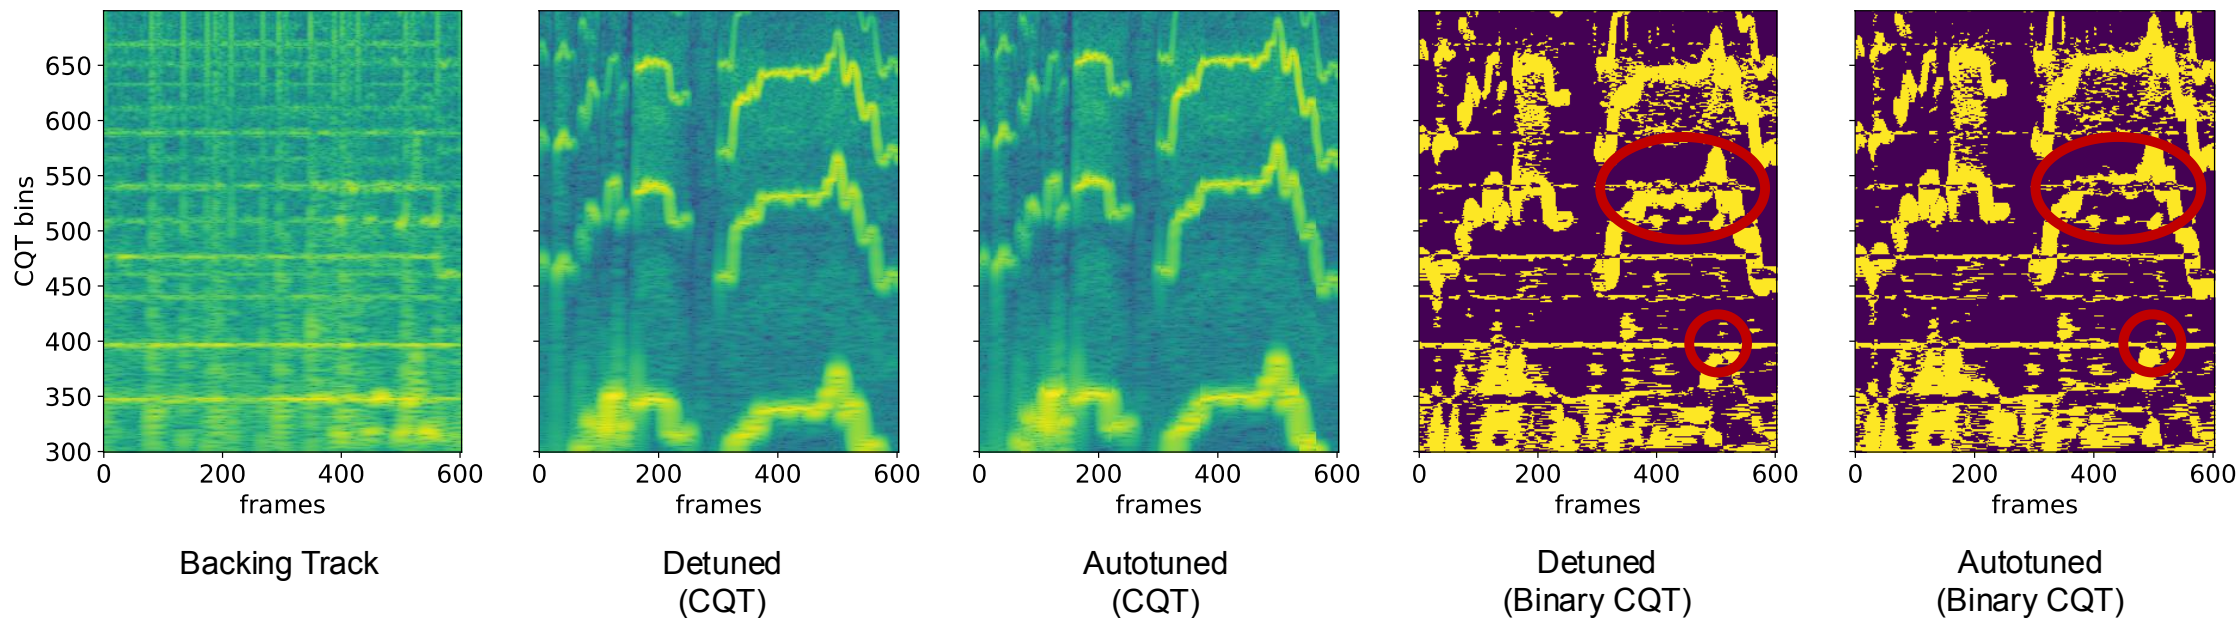 CQT bins
650
600
550
500
450
400
350
300
0 200 400 600
frames
Backing Track
0 200 400 600
frames
Detuned
(CQT)
0 200 400 600
frames
Autotuned
(CQT)
0 200 400 600
frames
Detuned
(Binary CQT)
0 200 400 600
frames
Autotuned
(Binary CQT)